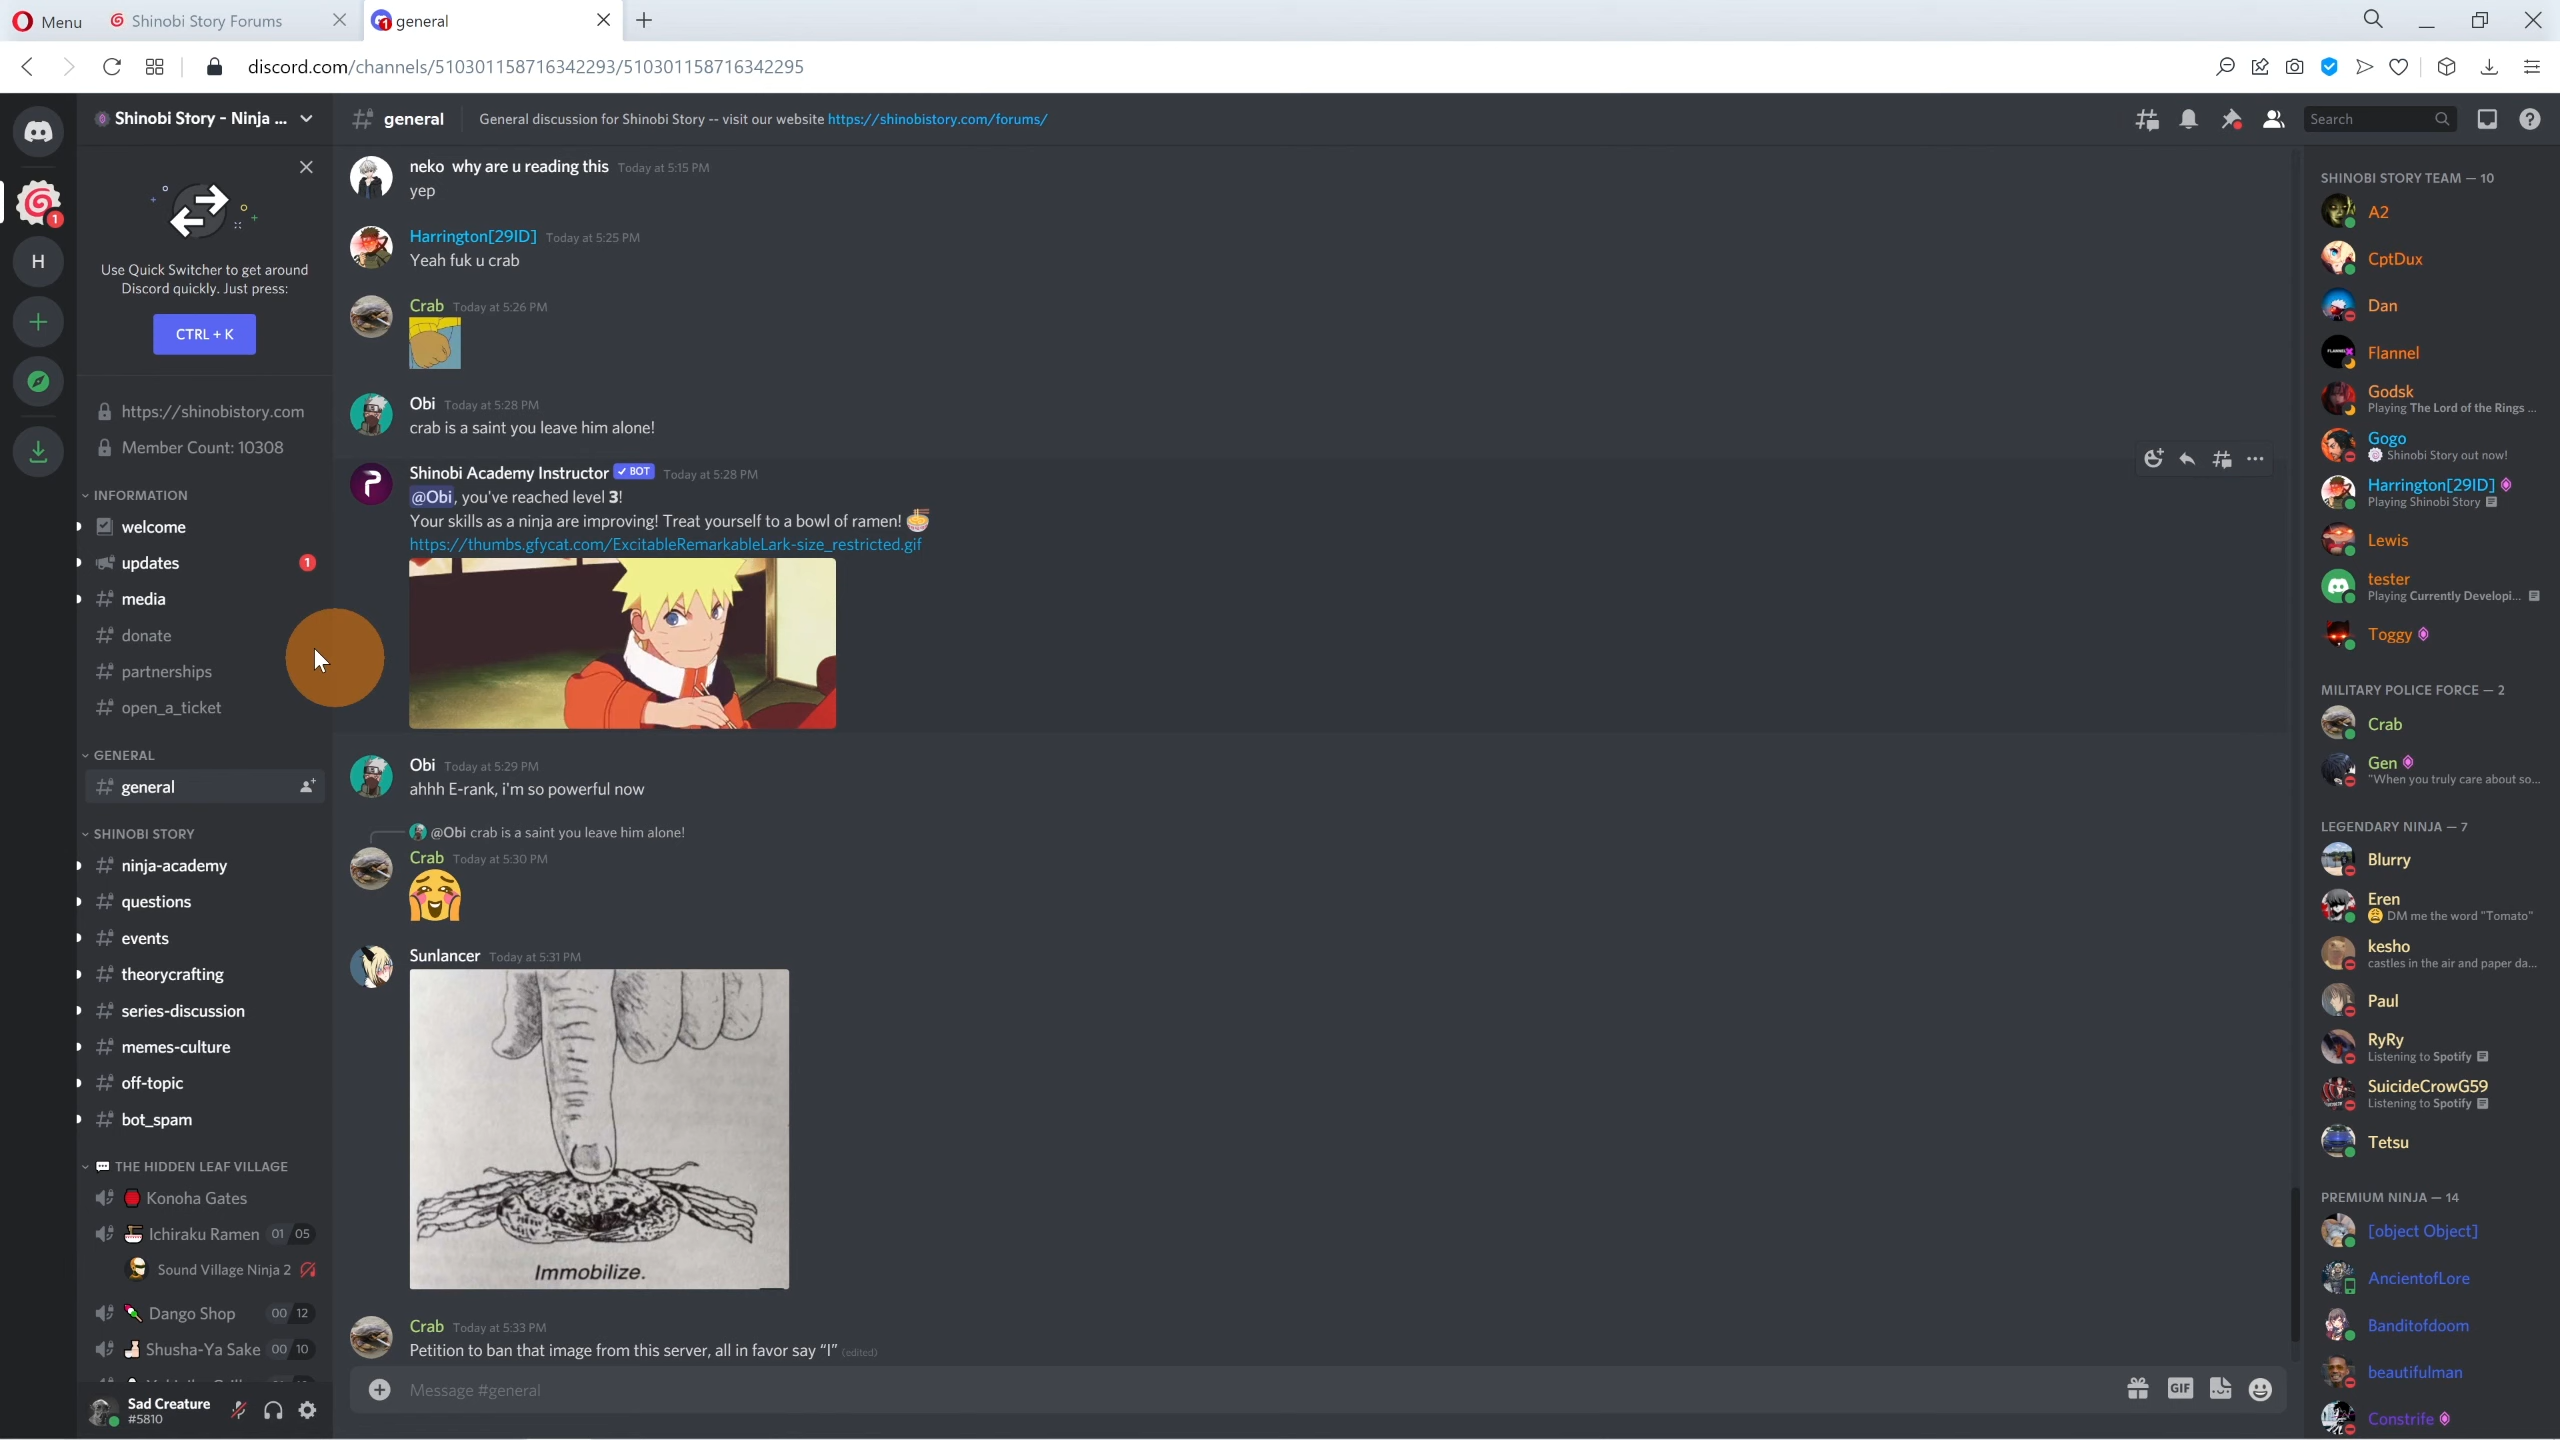 Menu
Shinobi Story Forums
general
discord.com/channels/510301158716342293/510301158716342295
Shinobi Story - Ninja ...
general
General discussion for Shinobi Story -- visit our website https://shinobistory.com/forums/
Search
Use Quick Switcher to get around
Discord quickly. Just press:
CTRL + K
H
1
https://shinobistory.com
Member Count: 10308
INFORMATION
welcome
updates 1
media
donate
partnerships
open_a_ticket
GENERAL
general
SHINOBI STORY
ninja-academy
questions
events
theorycrafting
series-discussion
memes-culture
off-topic
bot_spam
THE HIDDEN LEAF VILLAGE
Konoha Gates
Ichiraku Ramen 01 05
Sound Village Ninja 2
Dango Shop 00 12
Shusha-Ya Sake 00 10
Sad Creature
#5810
neko why are u reading this Today at 5:15 PM
yep
Harrington[29ID] Today at 5:25 PM
Yeah fuk u crab
Crab Today at 5:26 PM
Obi Today at 5:28 PM
crab is a saint you leave him alone!
Shinobi Academy Instructor BOT Today at 5:28 PM
@Obi, you've reached level 3!
Your skills as a ninja are improving! Treat yourself to a bowl of ramen!
https://thumbs.gfycat.com/ExcitableRemarkableLark-size_restricted.gif
Obi Today at 5:29 PM
ahhh E-rank, i'm so powerful now
@Obi crab is a saint you leave him alone!
Crab Today at 5:30 PM
Sunlancer Today at 5:31 PM
Immobilize.
Crab Today at 5:33 PM
Petition to ban that image from this server, all in favor say “I” (edited)
Message #general
GIF
SHINOBI STORY TEAM — 10
A2
CptDux
Dan
Flannel
Godsk
Playing The Lord of the Rings ...
Gogo
Shinobi Story out now!
Harrington[29ID]
Playing Shinobi Story
Lewis
tester
Playing Currently Developi...
Toggy
MILITARY POLICE FORCE — 2
Crab
Gen
"When you truly care about so...
LEGENDARY NINJA — 7
Blurry
Eren
DM me the word "Tomato"
kesho
castles in the air and paper da...
Paul
RyRy
Listening to Spotify
SuicideCrowG59
Listening to Spotify
Tetsu
PREMIUM NINJA — 14
[object Object]
AncientofLore
Banditofdoom
beautifulman
Constrife